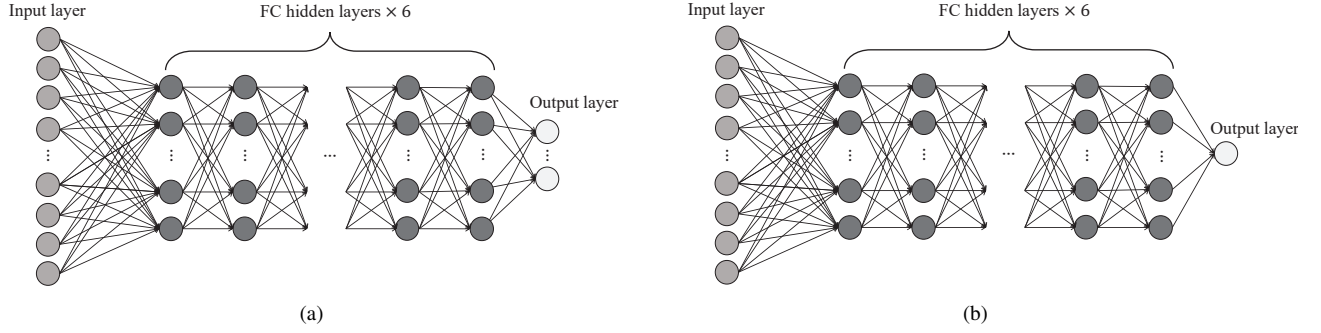 Input layer
FC hidden layers × 6
Output layer
...
(a)
Input layer
FC hidden layers × 6
Output layer
...
(b)